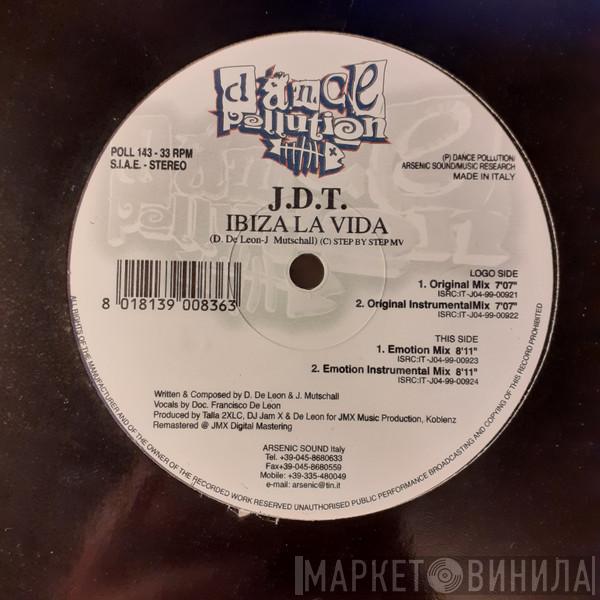 dance
pollution
POLL 143 - 33 RPM
S.I.A.E. - STEREO
(P) DANCE POLLUTION/
ARSENIC SOUND/MUSIC RESEARCH
MADE IN ITALY
J.D.T.
IBIZA LA VIDA
(D. De Leon-J Mutschall) (C) STEP BY STEP MV
LOGO SIDE
1. Original Mix 7'07"
ISRC:IT-J04-99-00921
2. Original InstrumentalMix 7'07"
ISRC:IT-J04-99-00922
THIS SIDE
1. Emotion Mix 8'11"
ISRC:IT-J04-99-00923
2. Emotion Instrumental Mix 8'11"
ISRC:IT-J04-99-00924
8 018139 008363
Written & Composed by D. De Leon & J. Mutschall
Vocals by Doc. Francisco De Leon
Produced by Talla 2XLC, DJ Jam X & De Leon for JMX Music Production, Koblenz
Remastered @ JMX Digital Mastering
ARSENIC SOUND Italy
Tel. +39-045-8680633
Fax+39-045-8680559
Mobile: +39-335-480049
e-mail: arsenic@tin.it
ALL RIGHTS OF THE MANUFACTURER AND OF THE OWNER OF THE RECORDED WORK RESERVED UNAUTHORISED PUBLIC PERFORMANCE BROADCASTING AND COPYING OF THIS RECORD PROHIBITED
МАРКЕТ ВИНИЛА